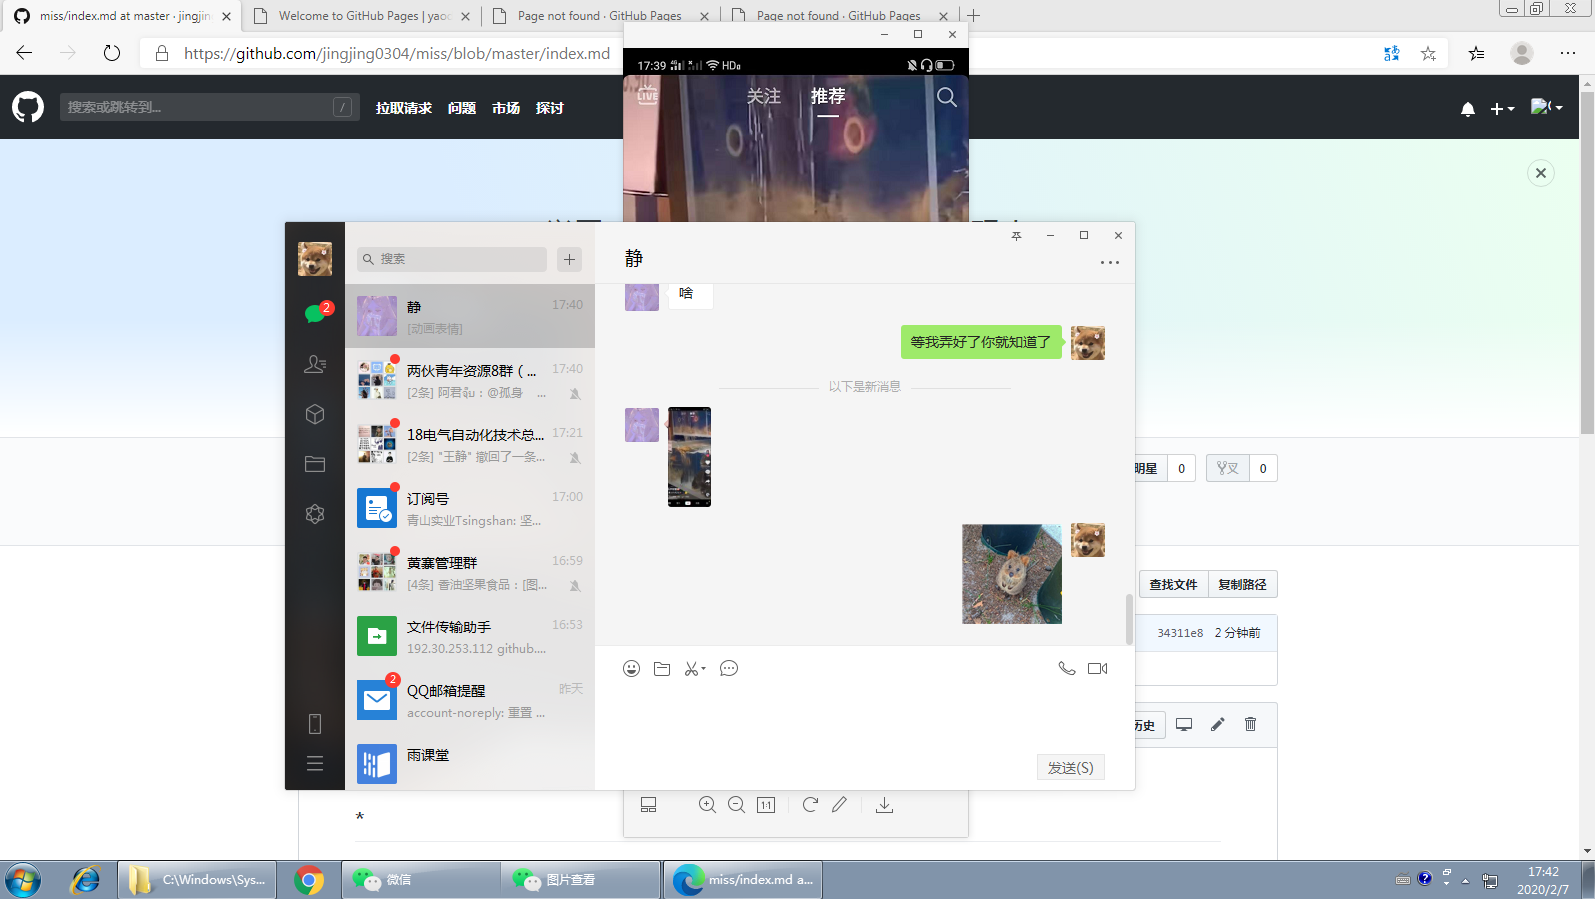 miss/index.md at master · jingjin
Welcome to GitHub Pages | yaoc
Page not found · GitHub Pages
Page not found · GitHub Pages
https://github.com/jingjing0304/miss/blob/master/index.md
搜索或跳转到...
/
拉取请求 问题 市场 探讨
17:39
HD
LIVE
关注 推荐
搜索
静
静 17:40
[动画表情]
两伙青年资源8群 ( ... 17:40
[2条] 阿君จุ๊บ : @孤身 ...
18电气自动化技术总... 17:21
[2条] "王静" 撤回了一条...
订阅号 17:00
青山实业Tsingshan: 坚...
黄寨管理群 16:59
[4条] 香油坚果食品 : [图...
文件传输助手 16:53
192.30.253.112 github....
2
QQ邮箱提醒 昨天
account-noreply: 重置 ...
雨课堂
2
啥
等我弄好了你就知道了
以下是新消息
发送(S)
明星 0
分叉 0
查找文件 复制路径
34311e8 2 分钟前
历史
1:1
*
C:\Windows\Sys...
微信
图片查看
miss/index.md a...
17:42
2020/2/7